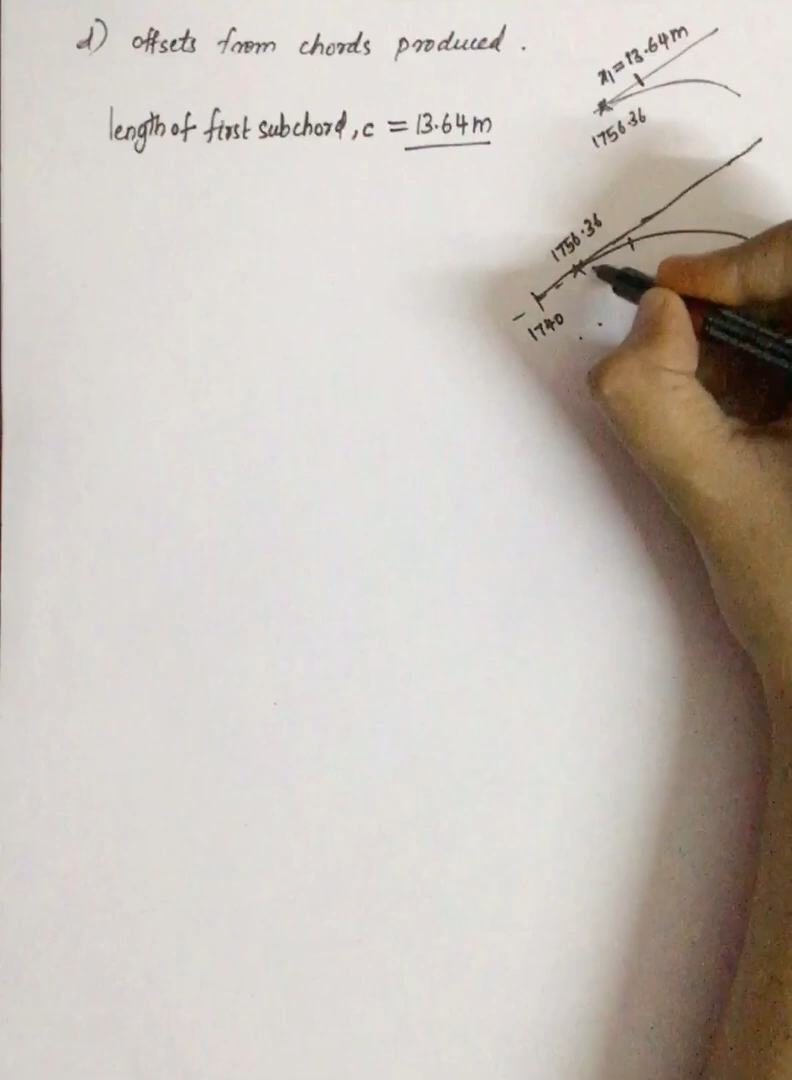 d) offsets from chords produced.
x1 = 13.64m
1756.36
length of first subchord, c = 13.64m
1756.36
1740